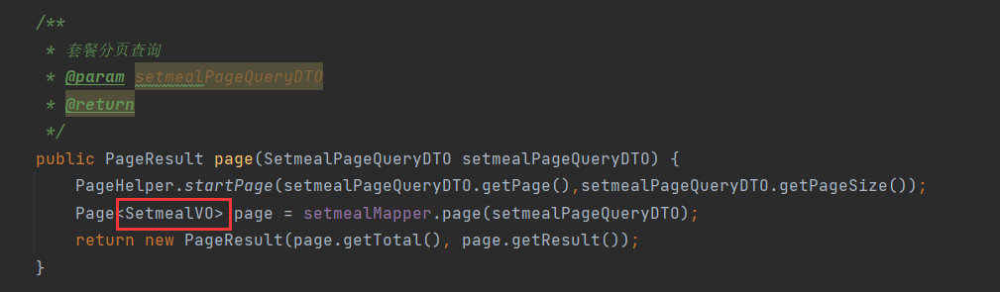 /**
* 套餐分页查询
* @param setmealPageQueryDTO
* @return
*/
public PageResult page(SetmealPageQueryDTO setmealPageQueryDTO) {
PageHelper.startPage(setmealPageQueryDTO.getPage(),setmealPageQueryDTO.getPageSize());
Page<SetmealVO> page = setmealMapper.page(setmealPageQueryDTO);
return new PageResult(page.getTotal(), page.getResult());
}